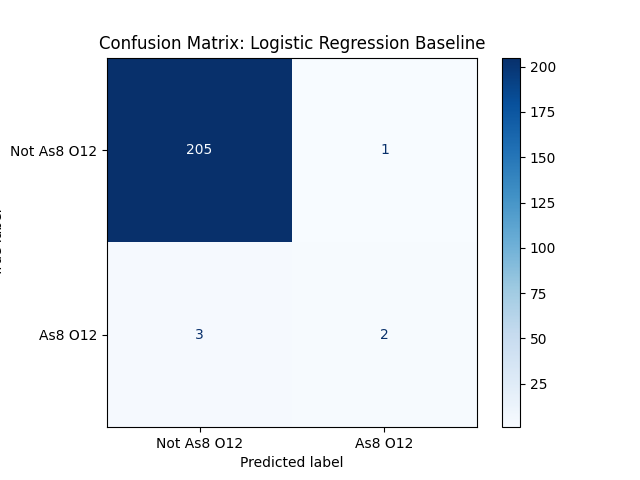 Confusion Matrix: Logistic Regression Baseline
Not As8 O12
As8 O12
205
1
3
2
Not As8 O12
As8 O12
Predicted label
200
175
150
125
100
75
50
25